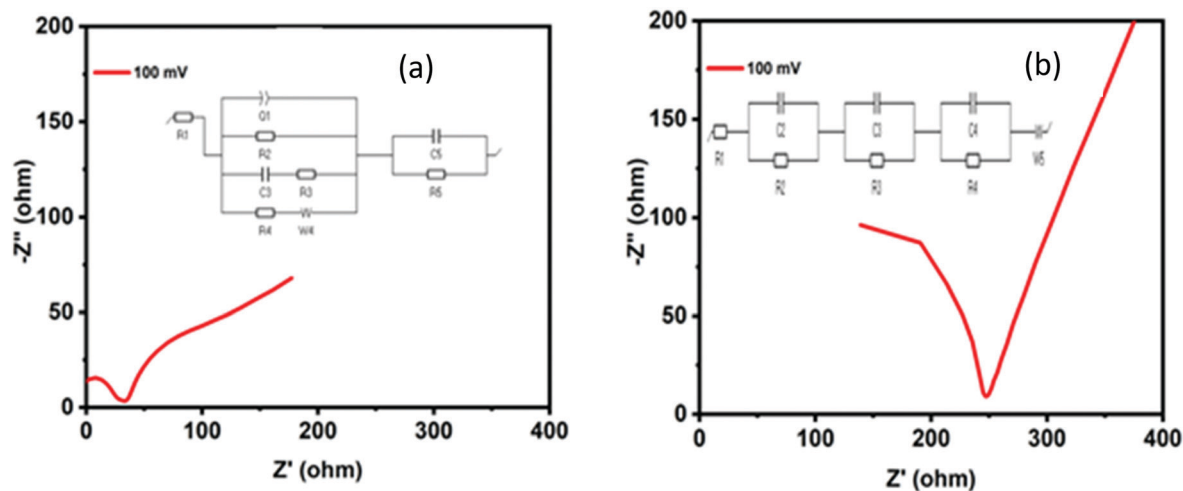 (a)
100 mV
Q1
R1
R2
C3 R3
R4 W4
C5
R5
-Z" (ohm)
200
150
100
50
0
0 100 200 300 400
Z' (ohm)
(b)
100 mV
C2 C3 C4
R1
R2 R3 R4
W5
-Z" (ohm)
200
150
100
50
0
0 100 200 300 400
Z' (ohm)